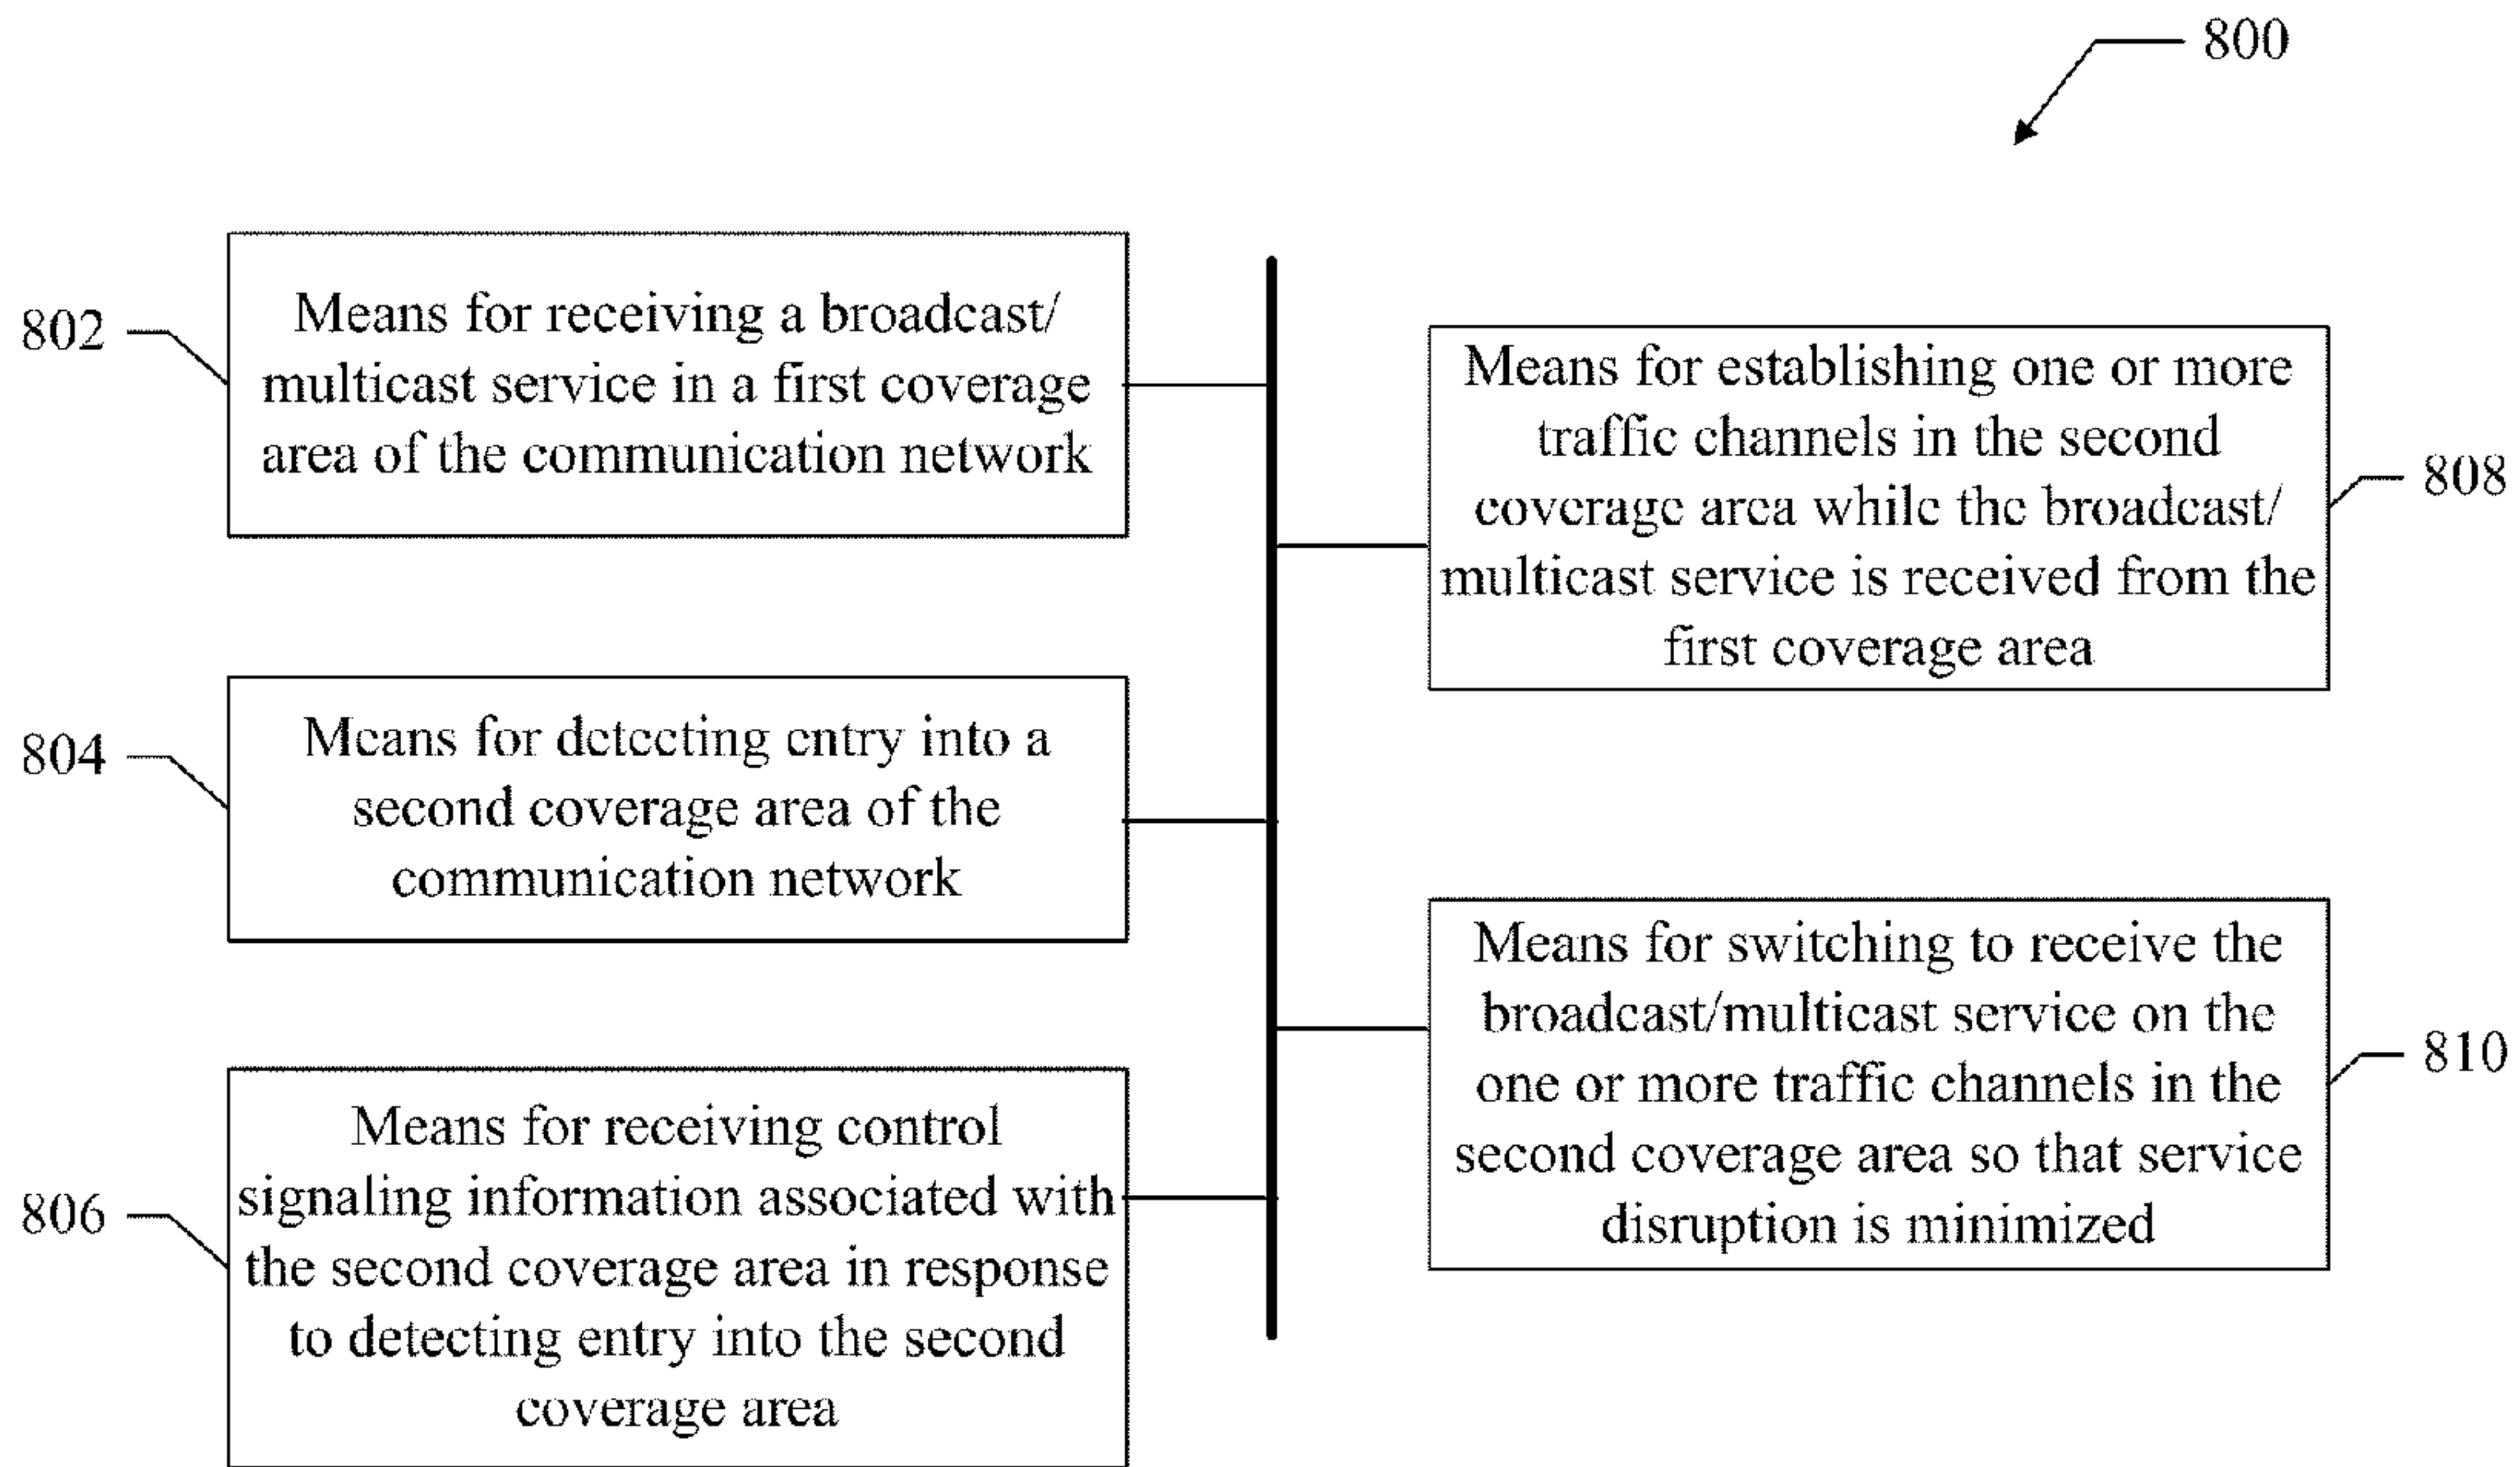 800
802
Means for receiving a broadcast/
multicast service in a first coverage
area of the communication network
804
Means for detecting entry into a
second coverage area of the
communication network
806
Means for receiving control
signaling information associated with
the second coverage area in response
to detecting entry into the second
coverage area
Means for establishing one or more
traffic channels in the second
coverage area while the broadcast/
multicast service is received from the
first coverage area
808
Means for switching to receive the
broadcast/multicast service on the
one or more traffic channels in the
second coverage area so that service
disruption is minimized
810